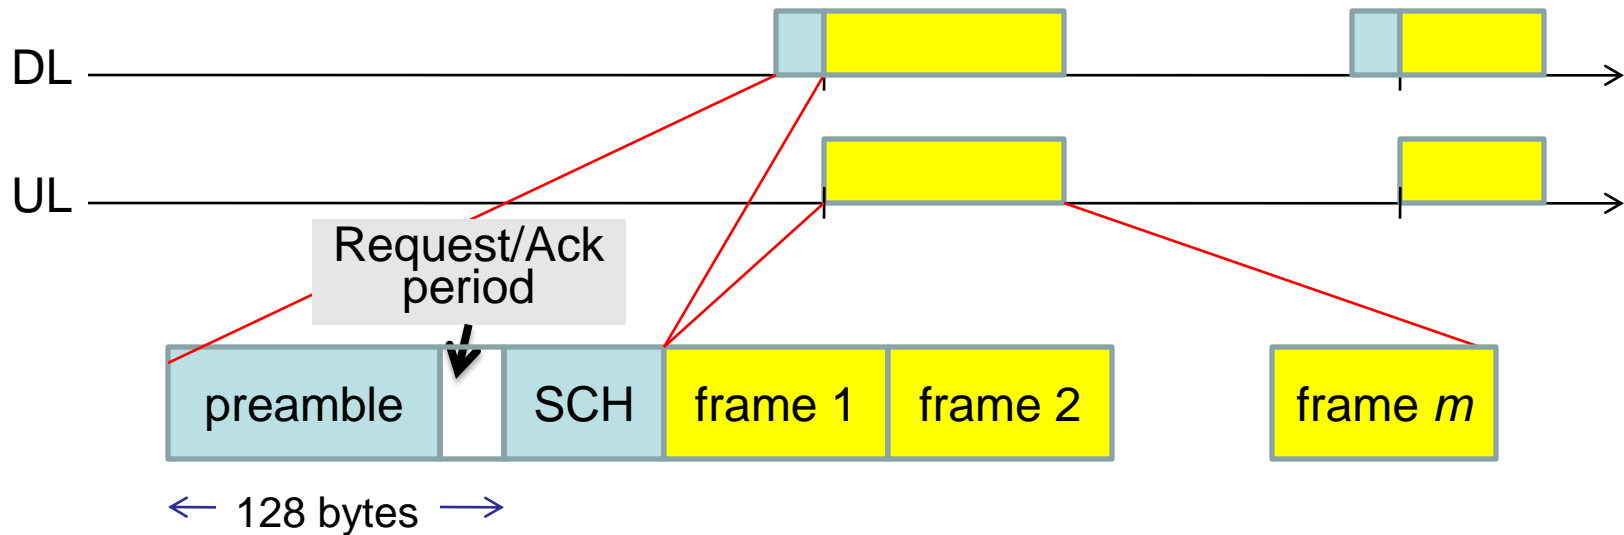 DL
UL
Request/Ack
period
preamble
SCH
frame 1
frame 2
frame m
128 bytes